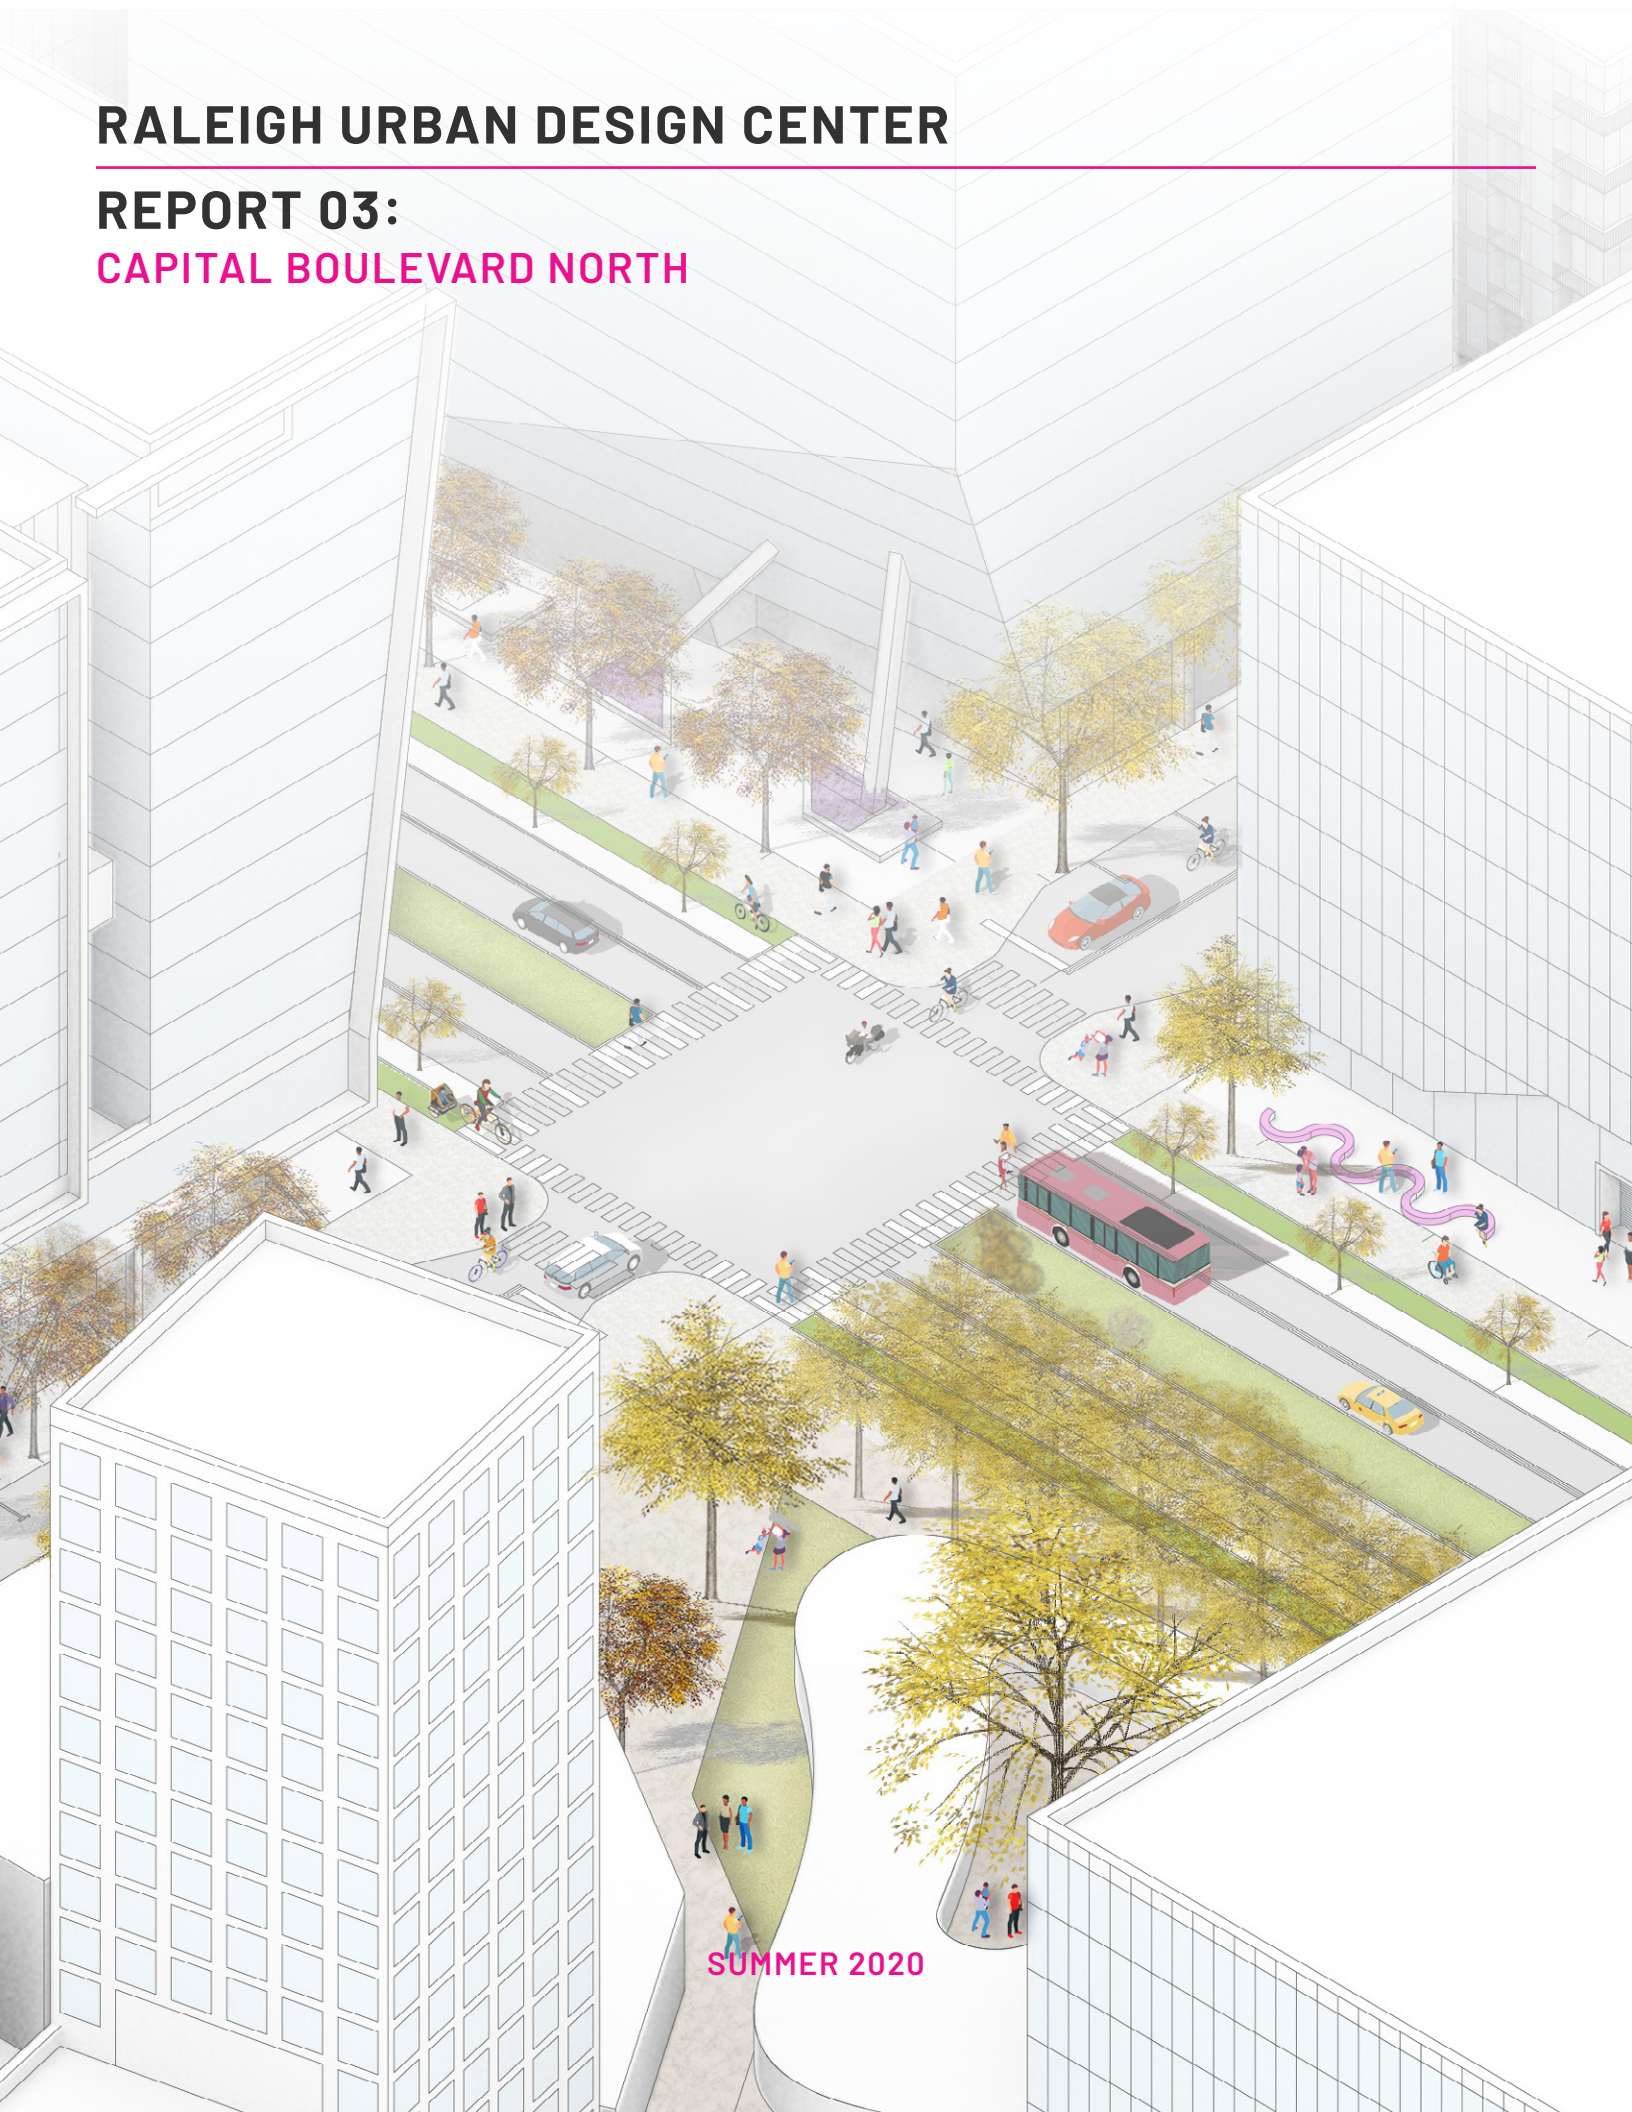 RALEIGH URBAN DESIGN CENTER
REPORT 03:
CAPITAL BOULEVARD NORTH
SUMMER 2020